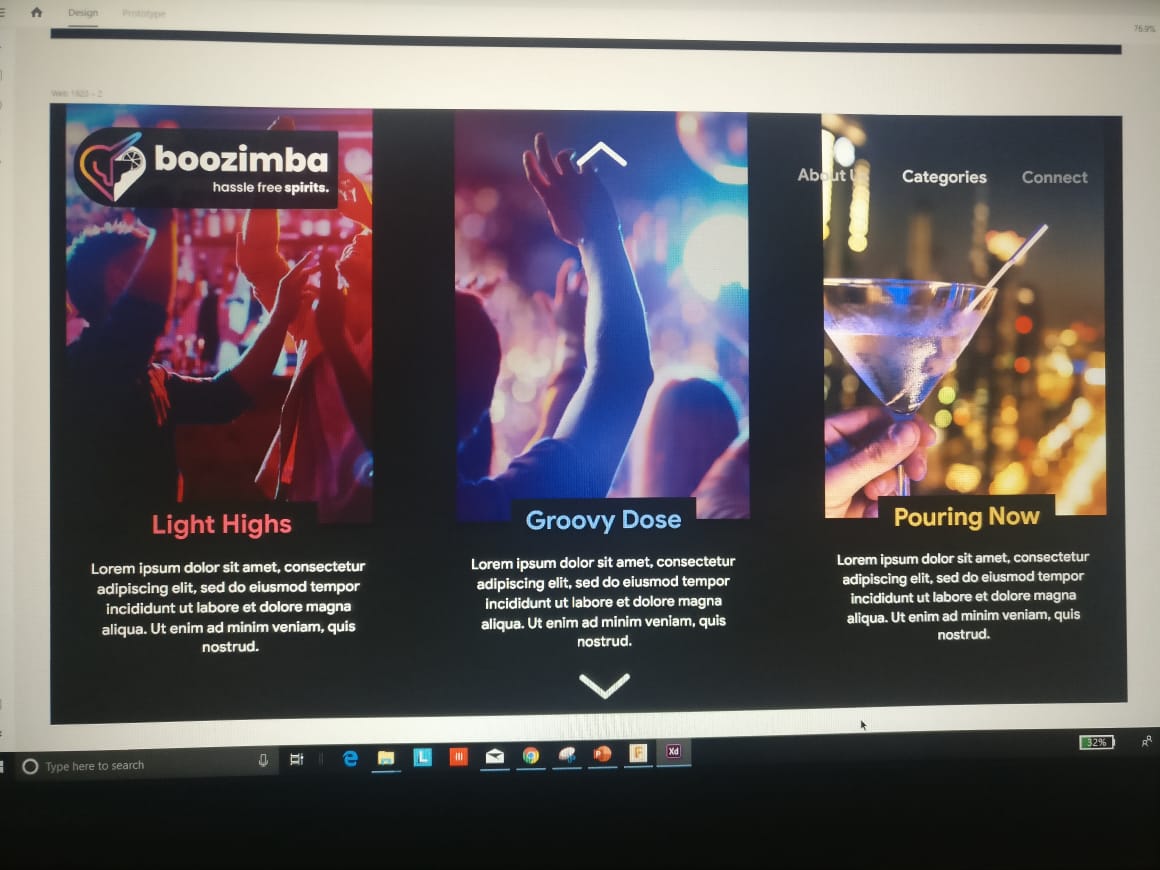 Design
Prototype
76.9%
Web 1920 – 2
boozimba
hassle free spirits.
About Us
Categories
Connect
Light Highs
Lorem ipsum dolor sit amet, consectetur
adipiscing elit, sed do eiusmod tempor
incididunt ut labore et dolore magna
aliqua. Ut enim ad minim veniam, quis
nostrud.
Groovy Dose
Lorem ipsum dolor sit amet, consectetur
adipiscing elit, sed do eiusmod tempor
incididunt ut labore et dolore magna
aliqua. Ut enim ad minim veniam, quis
nostrud.
Pouring Now
Lorem ipsum dolor sit amet, consectetur
adipiscing elit, sed do eiusmod tempor
incididunt ut labore et dolore magna
aliqua. Ut enim ad minim veniam, quis
nostrud.
Type here to search
L
P
F
Xd
32%